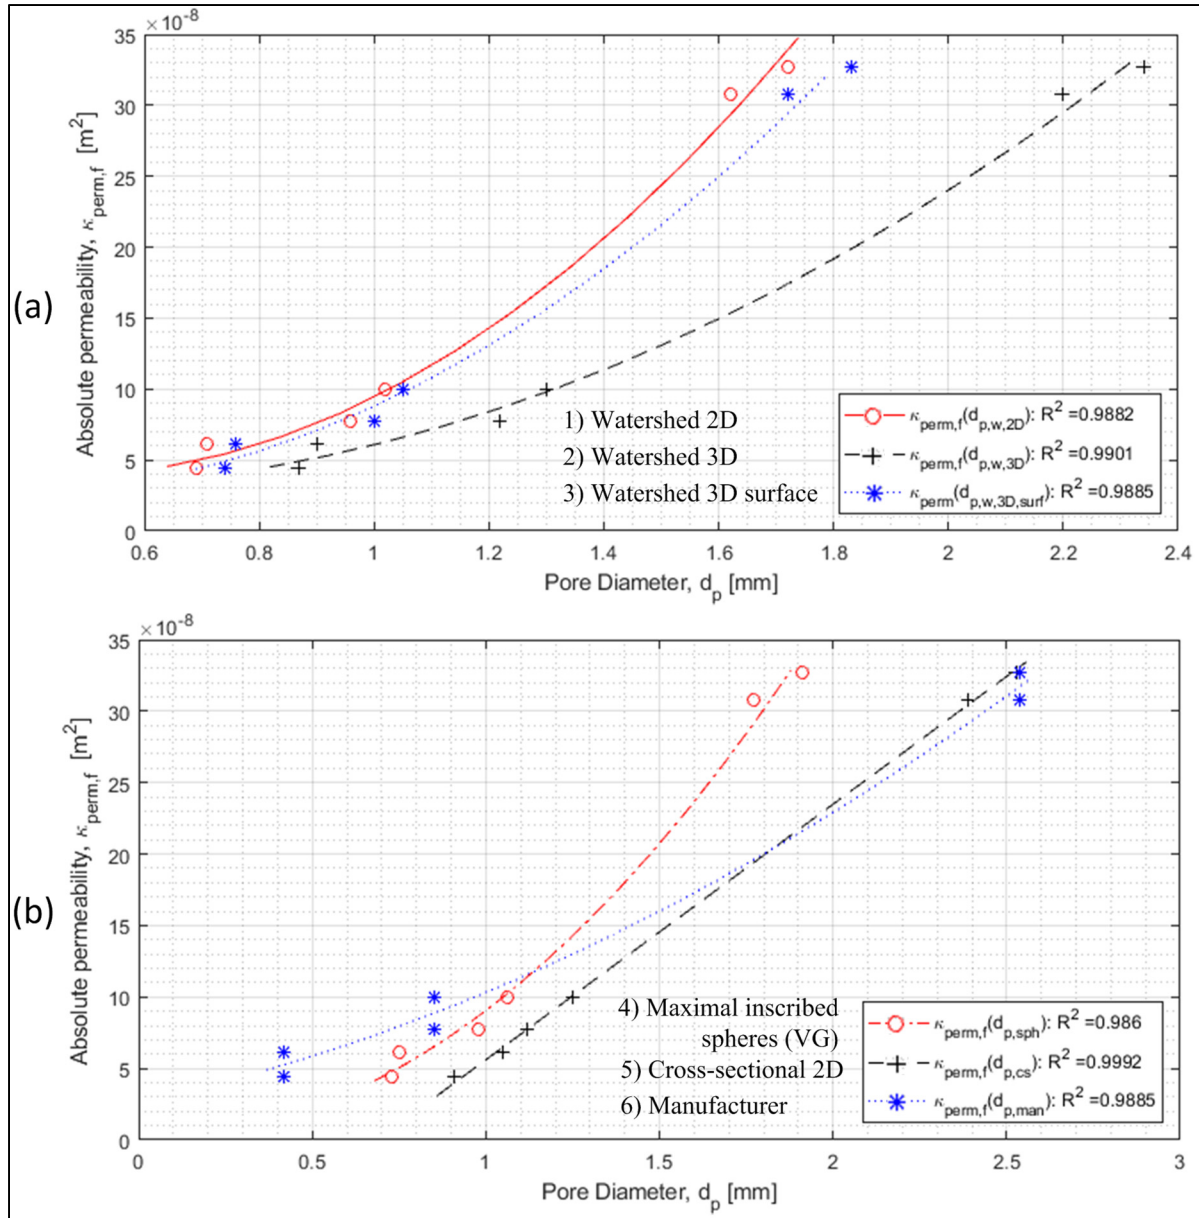 ×10⁻⁸
35
30
25
20
15
10
5
0
Absolute permeability, κperm,f [m²]
(a)
1) Watershed 2D
2) Watershed 3D
3) Watershed 3D surface
κperm,f(dp,w,2D): R² =0.9882
κperm,f(dp,w,3D): R² =0.9901
κperm(dp,w,3D,surf): R² =0.9885
0.6 0.8 1 1.2 1.4 1.6 1.8 2 2.2 2.4
Pore Diameter, dp [mm]
×10⁻⁸
35
30
25
20
15
10
5
0
Absolute permeability, κperm,f [m²]
(b)
4) Maximal inscribed
spheres (VG)
5) Cross-sectional 2D
6) Manufacturer
κperm,f(dp,sph): R² =0.986
κperm,f(dp,cs): R² =0.9992
κperm,f(dp,man): R² =0.9885
0 0.5 1 1.5 2 2.5 3
Pore Diameter, dp [mm]